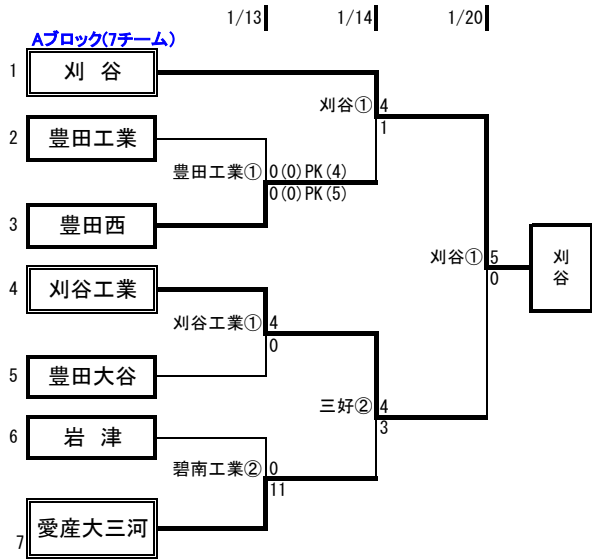 1/13 1/14 1/20
Aブロック(7チーム)
1 刈 谷
刈谷① 4
1
2 豊田工業
豊田工業① 0(0)PK(4)
0(0)PK(5)
3 豊田西
刈谷① 5
0
刈
谷
4 刈谷工業
刈谷工業① 4
0
5 豊田大谷
三好② 4
3
6 岩 津
碧南工業② 0
11
7 愛産大三河